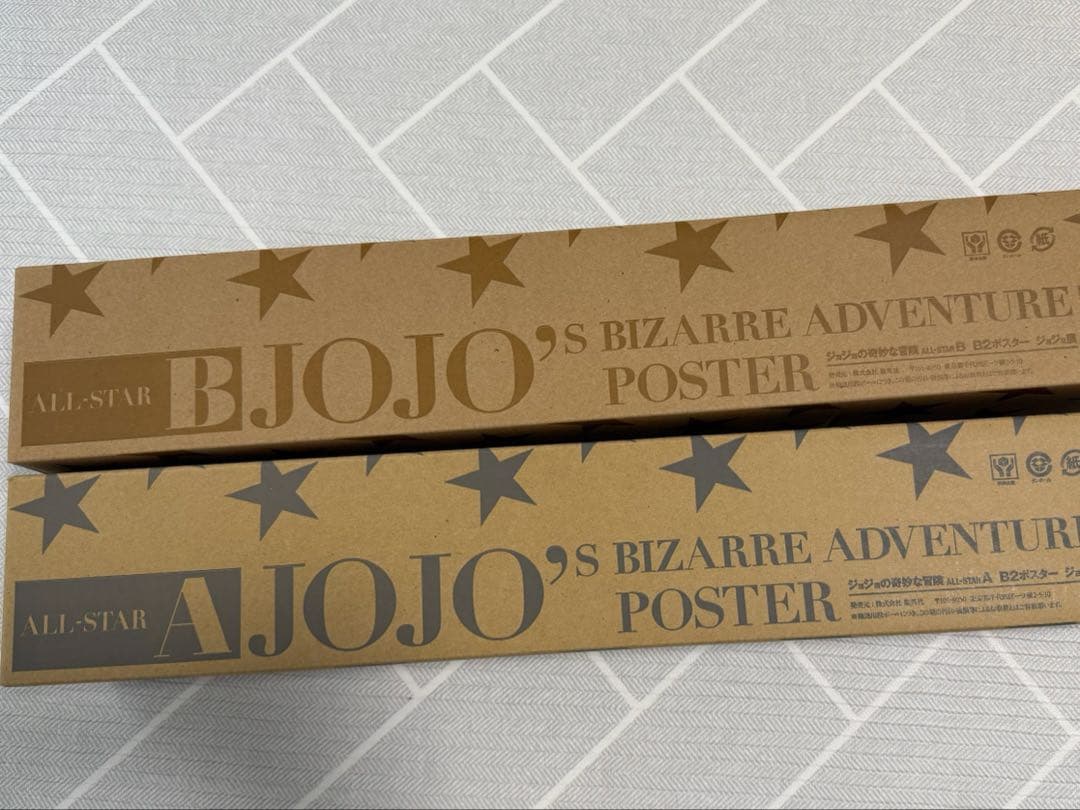 ALL-STAR B JOJO's BIZARRE ADVENTURE
POSTER
ジョジョの奇妙な冒険 ALL-STAR B B2ポスター ジョジョ展
紙
ALL-STAR A JOJO's BIZARRE ADVENTURE
POSTER
ジョジョの奇妙な冒険 ALL-STAR A B2ポスター ジョ
発売元：株式会社 集英社
紙